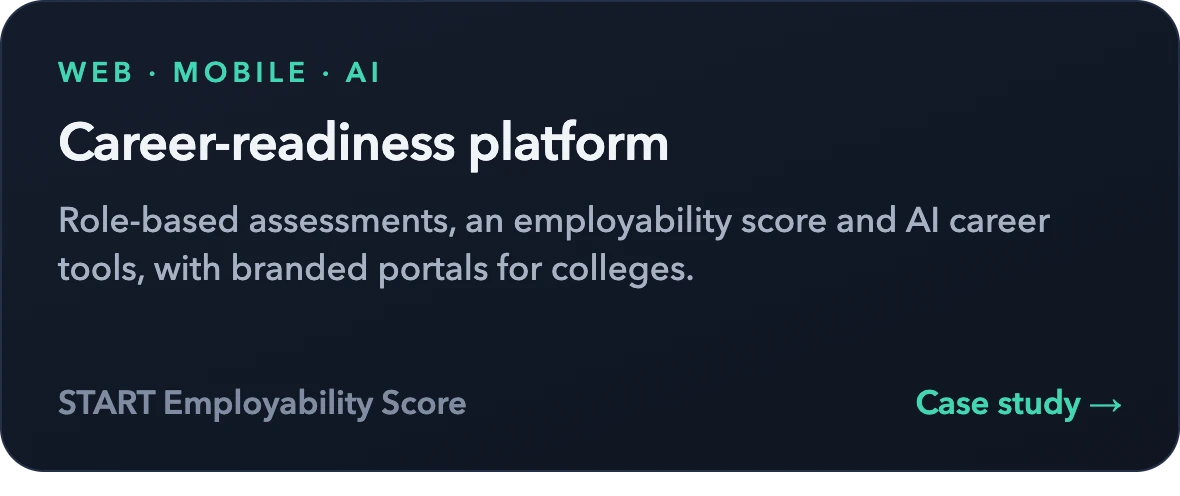 WEB · MOBILE · AI
Career-readiness platform
Role-based assessments, an employability score and AI career
tools, with branded portals for colleges.
START Employability Score
Case study →